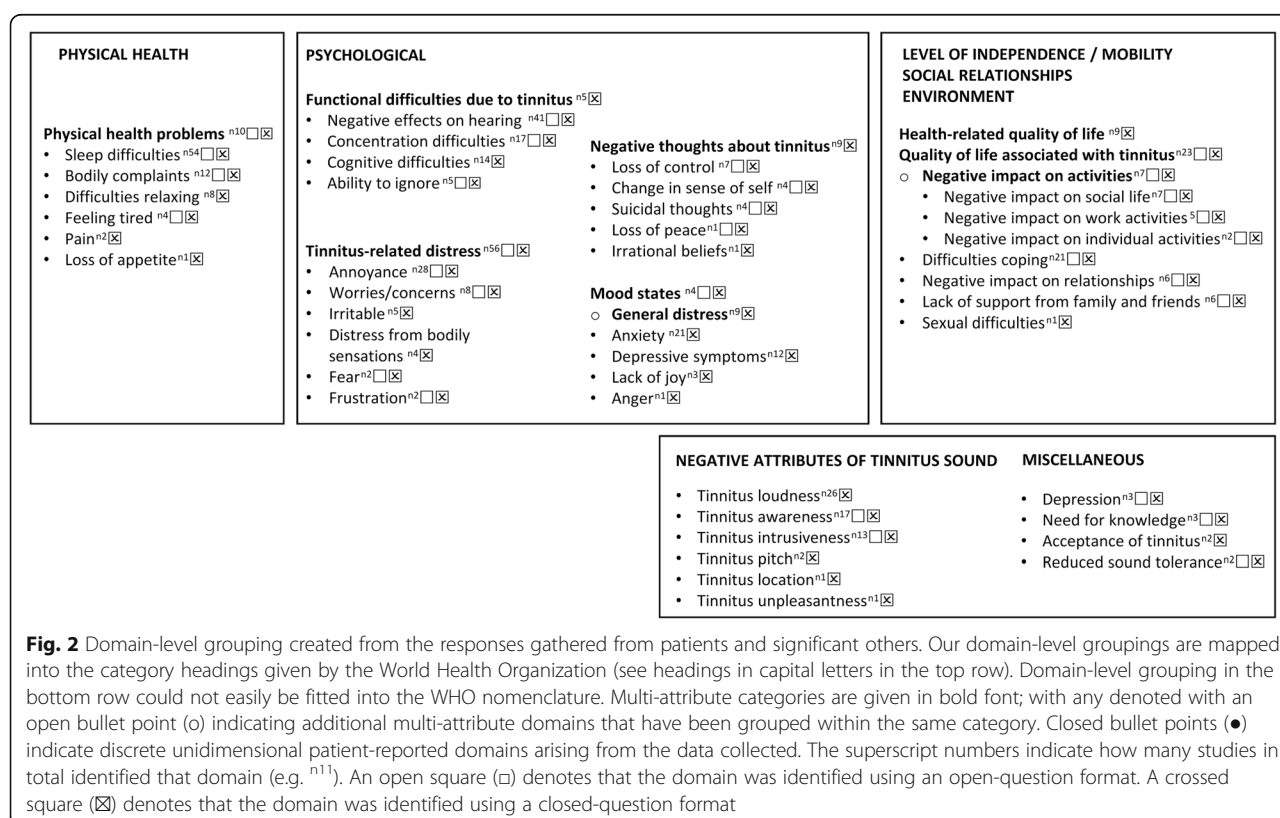 PHYSICAL HEALTH
Physical health problems n10□☒
• Sleep difficulties n54□☒
• Bodily complaints n12□☒
• Difficulties relaxing n8☒
• Feeling tired n4□☒
• Pain n2☒
• Loss of appetite n1☒
PSYCHOLOGICAL
Functional difficulties due to tinnitus n5☒
• Negative effects on hearing n41□☒
• Concentration difficulties n17□☒
• Cognitive difficulties n14☒
• Ability to ignore n5□☒
Tinnitus-related distress n56□☒
• Annoyance n28□☒
• Worries/concerns n8□☒
• Irritable n5☒
• Distress from bodily
sensations n4☒
• Fear n2□☒
• Frustration n2□☒
Negative thoughts about tinnitus n9☒
• Loss of control n7□☒
• Change in sense of self n4□☒
• Suicidal thoughts n4□☒
• Loss of peace n1□☒
• Irrational beliefs n1☒
Mood states n4□☒
o General distress n9☒
• Anxiety n21☒
• Depressive symptoms n12☒
• Lack of joy n3☒
• Anger n1☒
LEVEL OF INDEPENDENCE / MOBILITY
SOCIAL RELATIONSHIPS
ENVIRONMENT
Health-related quality of life n9☒
Quality of life associated with tinnitus n23□☒
o Negative impact on activities n7□☒
• Negative impact on social life n7□☒
• Negative impact on work activities 5□☒
• Negative impact on individual activities n2□☒
• Difficulties coping n21□☒
• Negative impact on relationships n6□☒
• Lack of support from family and friends n6□☒
• Sexual difficulties n1☒
NEGATIVE ATTRIBUTES OF TINNITUS SOUND
• Tinnitus loudness n26☒
• Tinnitus awareness n17□☒
• Tinnitus intrusiveness n13□☒
• Tinnitus pitch n2☒
• Tinnitus location n1☒
• Tinnitus unpleasantness n1☒
MISCELLANEOUS
• Depression n3□☒
• Need for knowledge n3□☒
• Acceptance of tinnitus n2☒
• Reduced sound tolerance n2□☒
Fig. 2 Domain-level grouping created from the responses gathered from patients and significant others. Our domain-level groupings are mapped
into the category headings given by the World Health Organization (see headings in capital letters in the top row). Domain-level grouping in the
bottom row could not easily be fitted into the WHO nomenclature. Multi-attribute categories are given in bold font; with any denoted with an
open bullet point (o) indicating additional multi-attribute domains that have been grouped within the same category. Closed bullet points (●)
indicate discrete unidimensional patient-reported domains arising from the data collected. The superscript numbers indicate how many studies in
total identified that domain (e.g. n11). An open square (□) denotes that the domain was identified using an open-question format. A crossed
square (☒) denotes that the domain was identified using a closed-question format